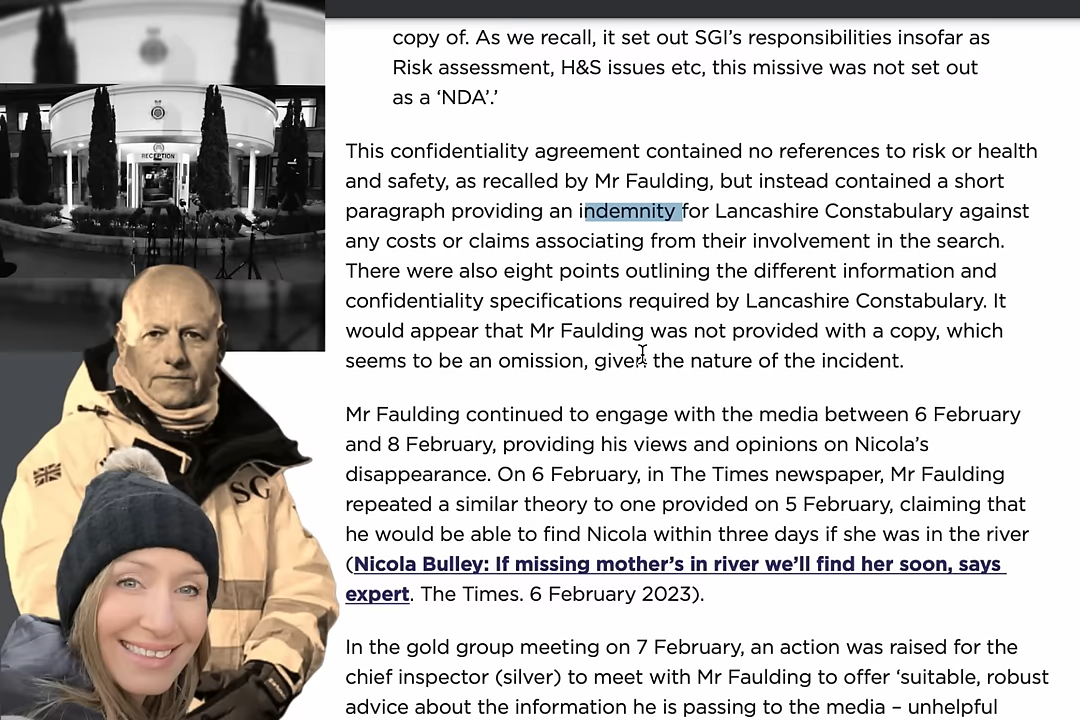 copy of. As we recall, it set out SGI’s responsibilities insofar as
Risk assessment, H&S issues etc, this missive was not set out
as a ‘NDA’.’
This confidentiality agreement contained no references to risk or health
and safety, as recalled by Mr Faulding, but instead contained a short
paragraph providing an indemnity for Lancashire Constabulary against
any costs or claims associating from their involvement in the search.
There were also eight points outlining the different information and
confidentiality specifications required by Lancashire Constabulary. It
would appear that Mr Faulding was not provided with a copy, which
seems to be an omission, given the nature of the incident.
Mr Faulding continued to engage with the media between 6 February
and 8 February, providing his views and opinions on Nicola’s
disappearance. On 6 February, in The Times newspaper, Mr Faulding
repeated a similar theory to one provided on 5 February, claiming that
he would be able to find Nicola within three days if she was in the river
(Nicola Bulley: If missing mother’s in river we’ll find her soon, says
expert. The Times. 6 February 2023).
In the gold group meeting on 7 February, an action was raised for the
chief inspector (silver) to meet with Mr Faulding to offer ‘suitable, robust
advice about the information he is passing to the media – unhelpful
RECEPTION
SG